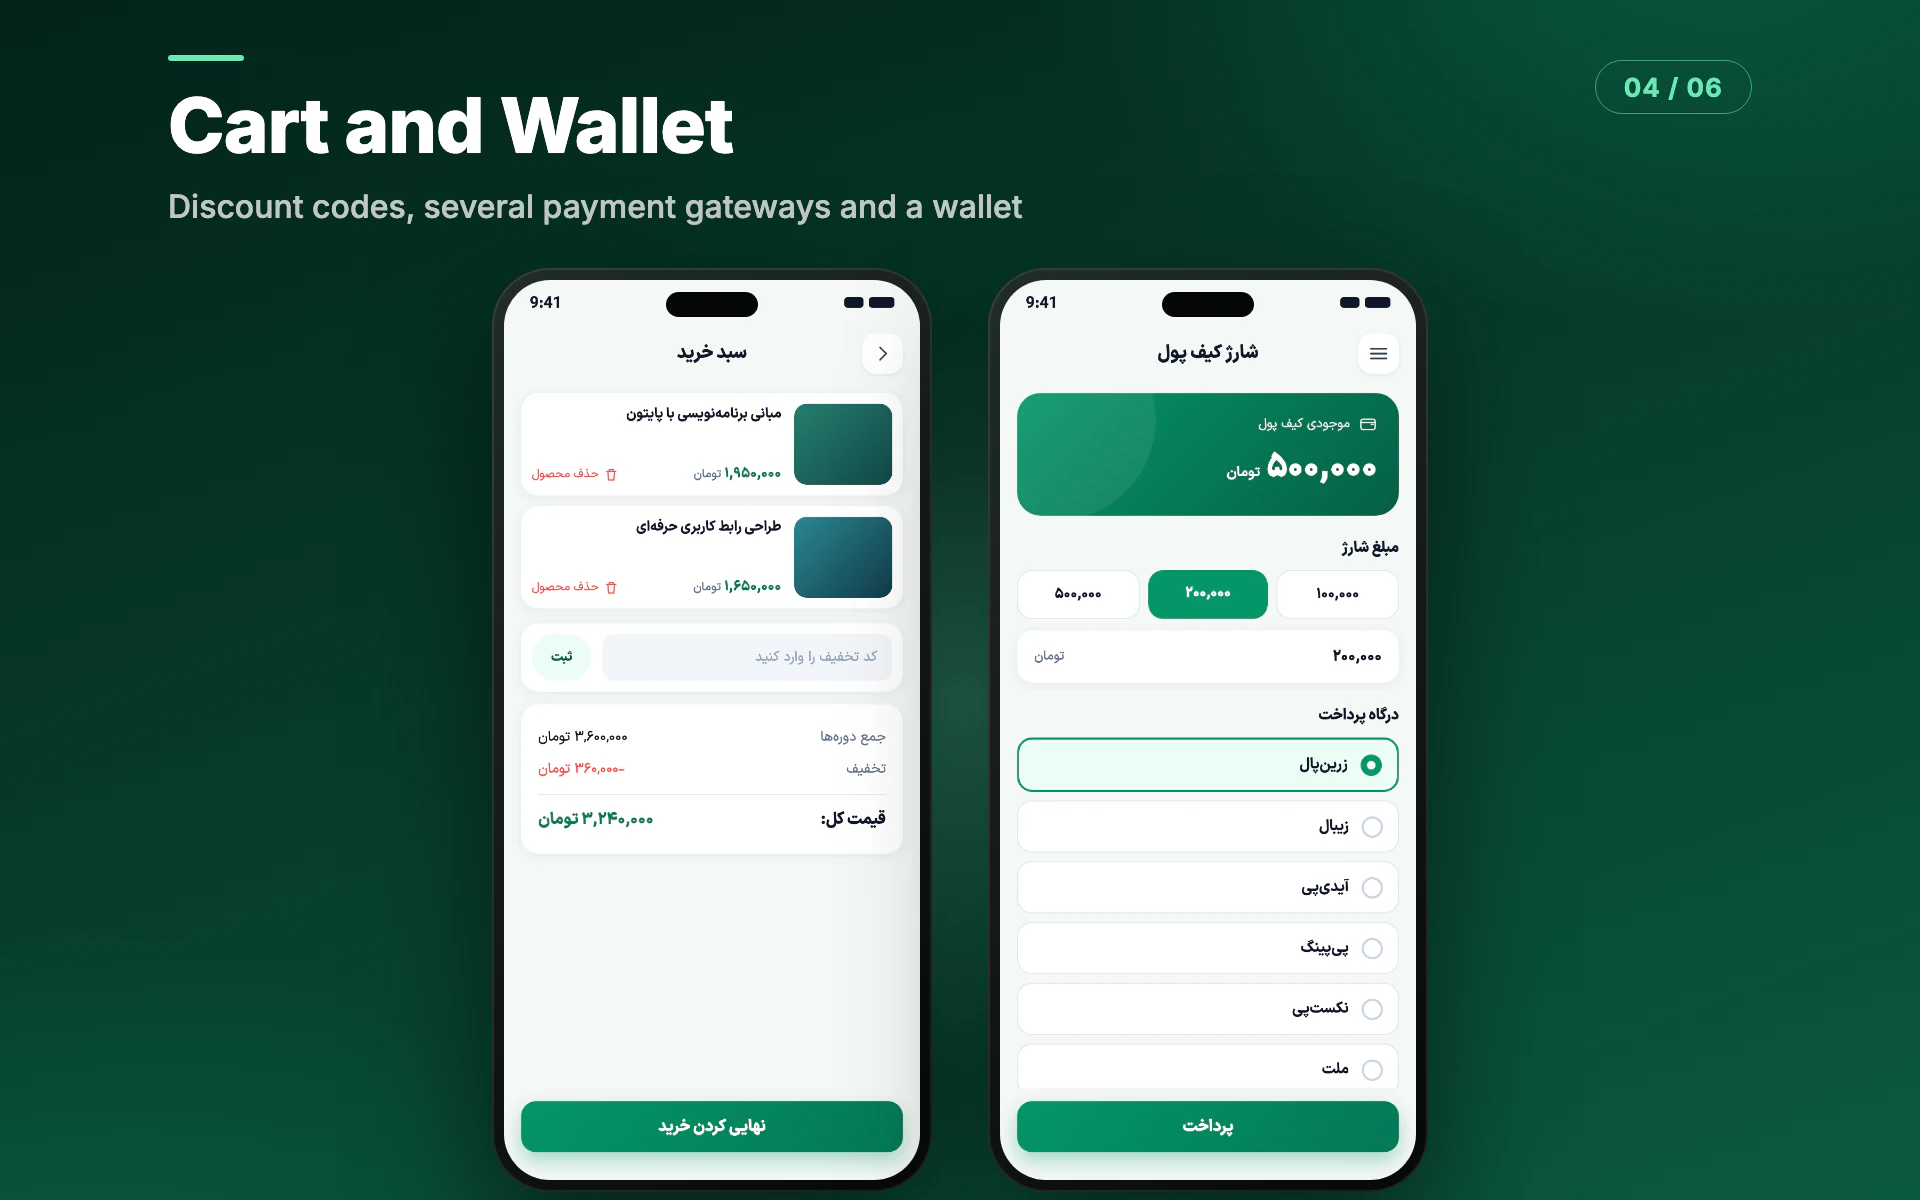 04 / 06
Cart and Wallet
Discount codes, several payment gateways and a wallet
9:41
سبد خرید
مبانی برنامه‌نویسی با پایتون
۱,۹۵۰,۰۰۰ تومان
حذف محصول
طراحی رابط کاربری حرفه‌ای
۱,۶۵۰,۰۰۰ تومان
حذف محصول
کد تخفیف را وارد کنید
ثبت
جمع دوره‌ها
۳,۶۰۰,۰۰۰ تومان
تخفیف
-۳۶۰,۰۰۰ تومان
قیمت کل:
۳,۲۴۰,۰۰۰ تومان
نهایی کردن خرید
9:41
شارژ کیف پول
موجودی کیف پول
۵۰۰,۰۰۰ تومان
مبلغ شارژ
۱۰۰,۰۰۰
۲۰۰,۰۰۰
۵۰۰,۰۰۰
۲۰۰,۰۰۰
تومان
درگاه پرداخت
زرین‌پال
زیبال
آیدی‌پی
پی‌پینگ
نکست‌پی
ملت
پرداخت